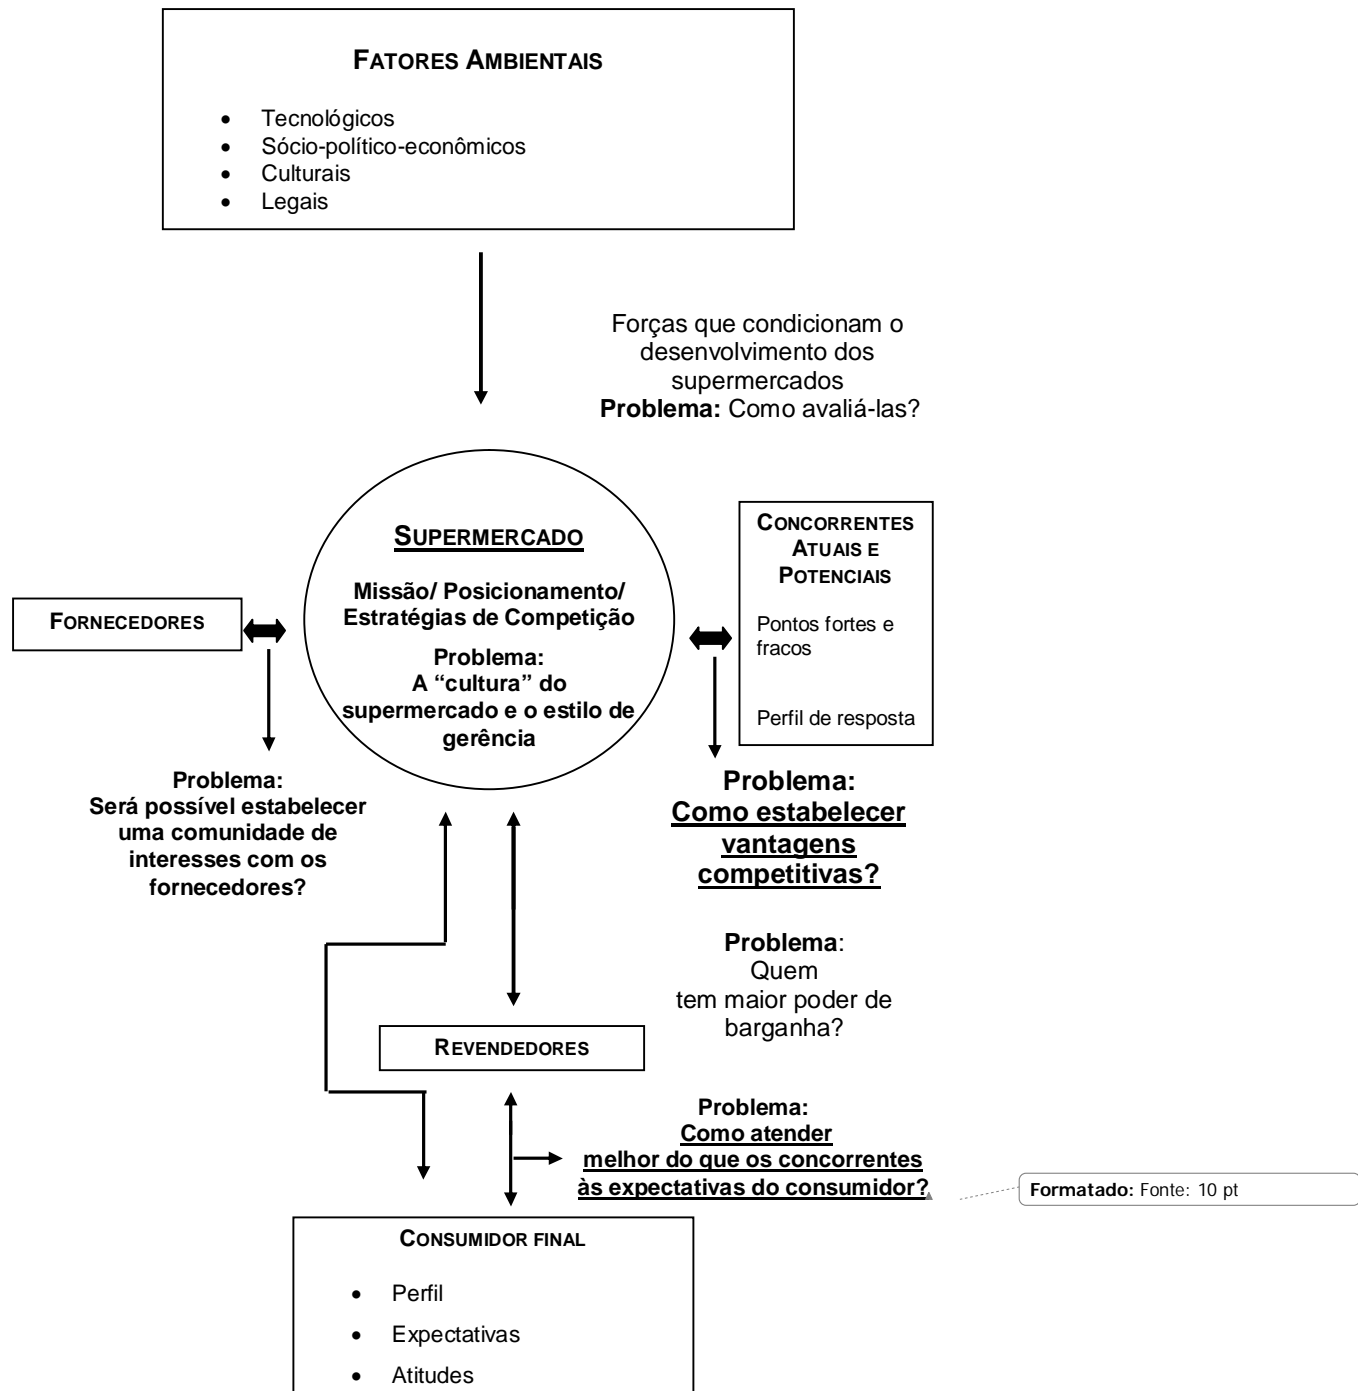 FATORES AMBIENTAIS
• Tecnológicos
• Sócio-político-econômicos
• Culturais
• Legais
Forças que condicionam o
desenvolvimento dos
supermercados
Problema: Como avaliá-las?
SUPERMERCADO
Missão/ Posicionamento/
Estratégias de Competição
Problema:
A “cultura” do
supermercado e o estilo de
gerência
CONCORRENTES
ATUAIS E
POTENCIAIS
Pontos fortes e
fracos
Perfil de resposta
FORNECEDORES
Problema:
Será possível estabelecer
uma comunidade de
interesses com os
fornecedores?
Problema:
Como estabelecer
vantagens
competitivas?
Problema:
Quem
tem maior poder de
barganha?
REVENDEDORES
Problema:
Como atender
melhor do que os concorrentes
às expectativas do consumidor?
Formatado: Fonte: 10 pt
CONSUMIDOR FINAL
• Perfil
• Expectativas
• Atitudes